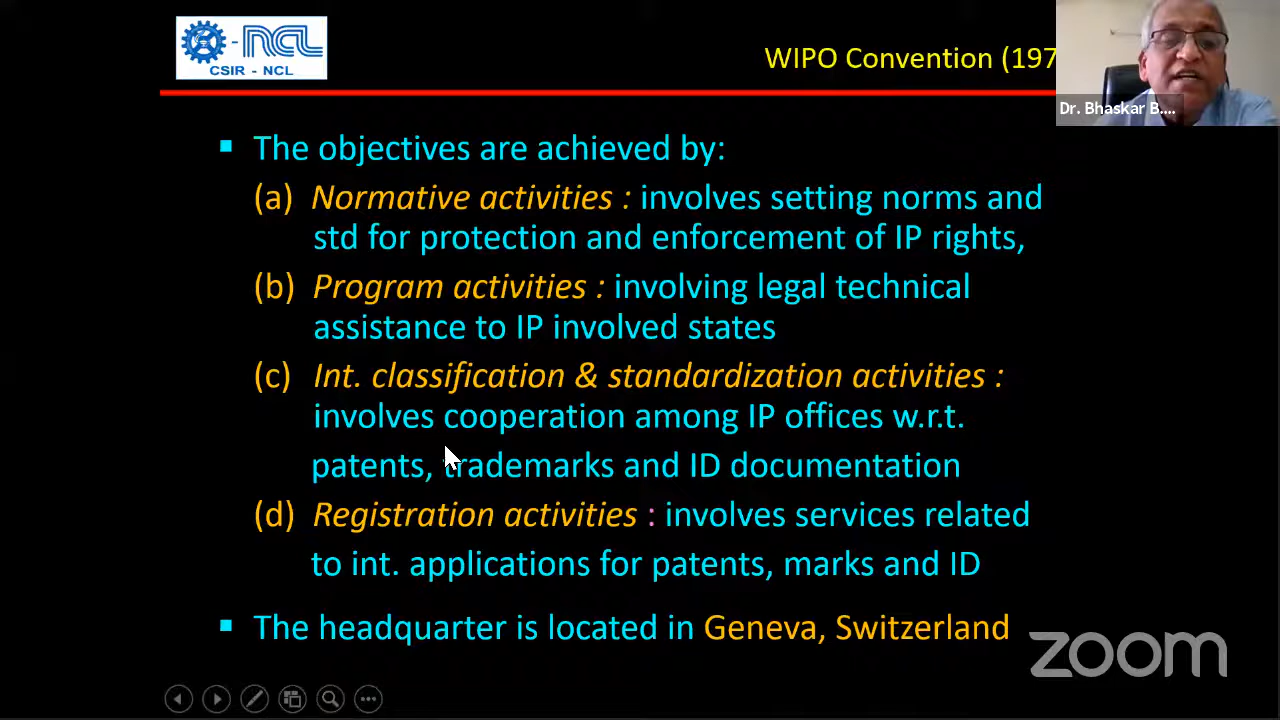 NCL
CSIR - NCL
WIPO Convention (197
Dr. Bhaskar B....
The objectives are achieved by:
(a) Normative activities : involves setting norms and
std for protection and enforcement of IP rights,
(b) Program activities : involving legal technical
assistance to IP involved states
(c) Int. classification & standardization activities :
involves cooperation among IP offices w.r.t.
patents, trademarks and ID documentation
(d) Registration activities : involves services related
to int. applications for patents, marks and ID
The headquarter is located in Geneva, Switzerland
zoom